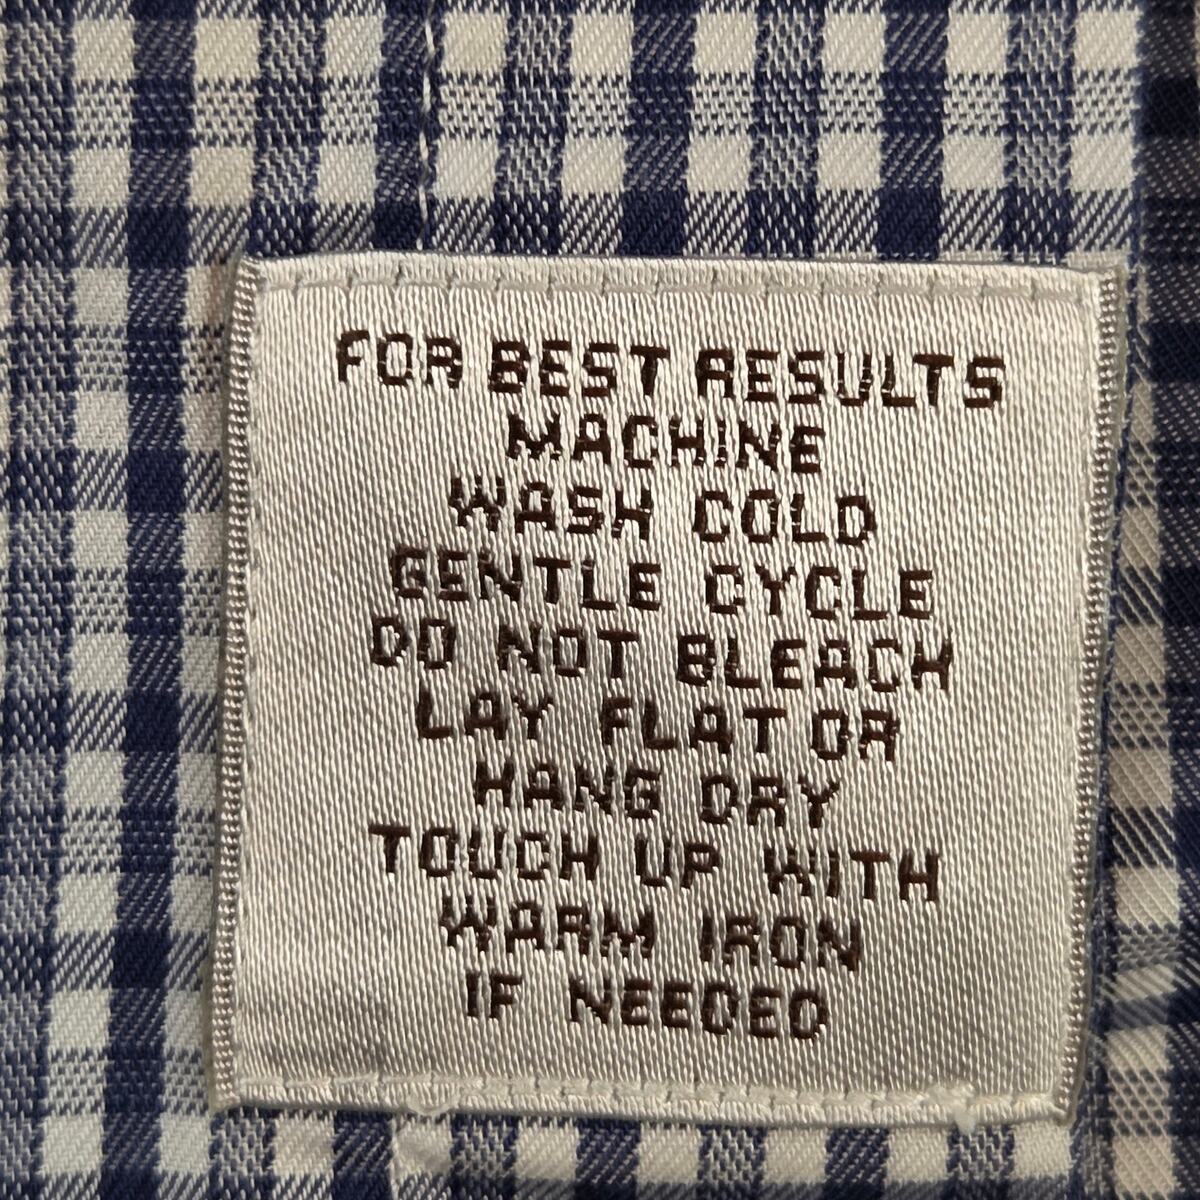 FOR BEST RESULTS
MACHINE
WASH COLD
GENTLE CYCLE
DO NOT BLEACH
LAY FLAT OR
HANG DRY
TOUCH UP WITH
WARM IRON
IF NEEDED